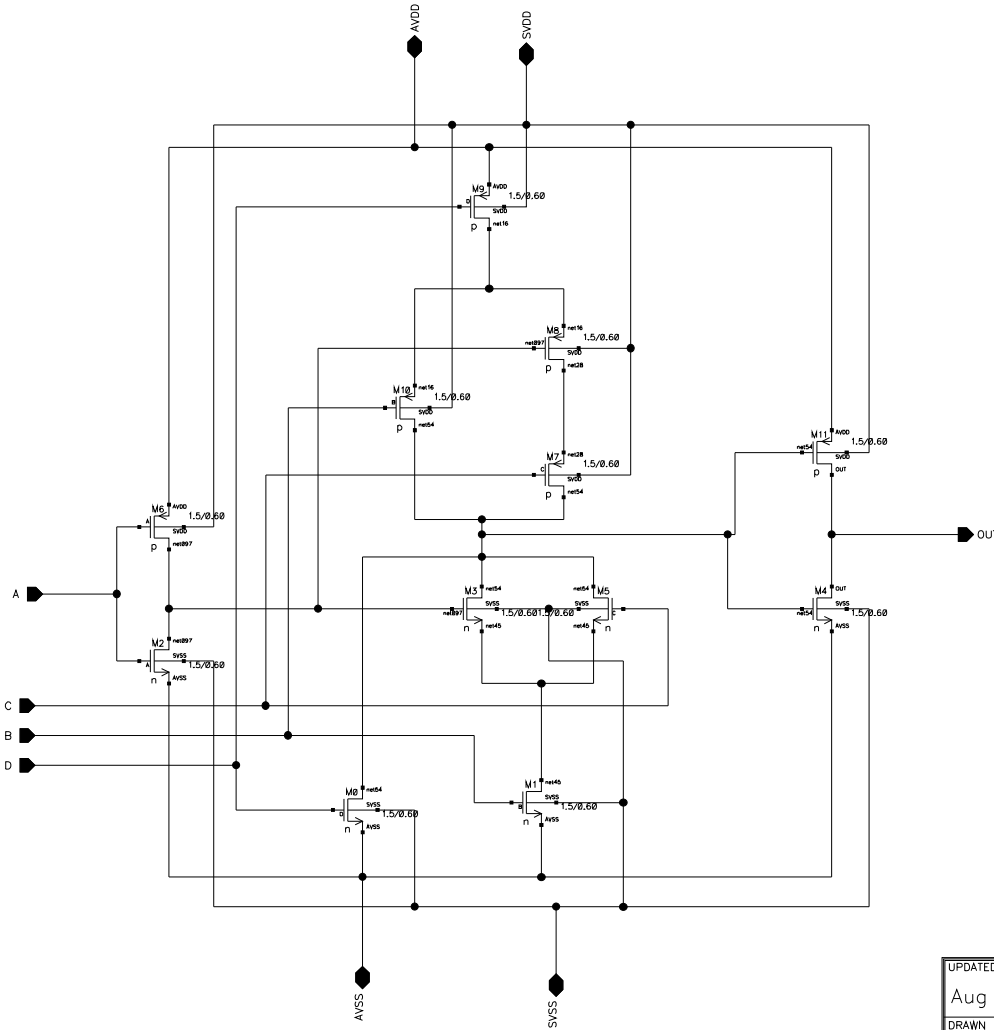 AVDD
SVDD
M9
AVDD
1.5/0.60
D
SVDD
p
net16
M8
net16
1.5/0.60
net097
SVDD
p
net28
M10
net16
1.5/0.60
B
SVDD
p
net54
M7
net28
1.5/0.60
C
SVDD
p
net54
M11
AVDD
1.5/0.60
net54
SVDD
p
OUT
M6
AVDD
1.5/0.60
A
SVDD
p
net097
A
M3
net54
net097
SVSS
1.5/0.60
n
net45
M5
net54
1.5/0.60
SVSS
C
n
net45
M4
OUT
net54
SVSS
1.5/0.60
n
AVSS
OUT
M2
net097
A
SVSS
1.5/0.60
n
AVSS
C
B
D
M0
net54
D
SVSS
1.5/0.60
n
M1
net45
B
SVSS
1.5/0.60
n
AVSS
AVSS
AVSS
SVSS
UPDATED
Aug
DRAWN